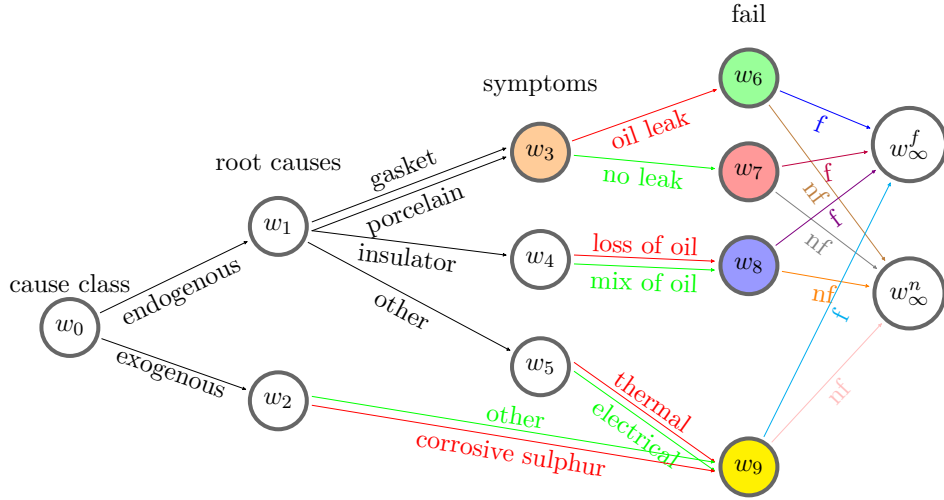 fail
symptoms
root causes
cause class
w₀
w₁
w₂
w₃
w₄
w₅
w₆
w₇
w₈
w₉
w∞ᶠ
w∞ⁿ
endogenous
exogenous
gasket
porcelain
insulator
other
oil leak
no leak
loss of oil
mix of oil
thermal
electrical
other
corrosive sulphur
f
nf
f
nf
f
nf
f
nf